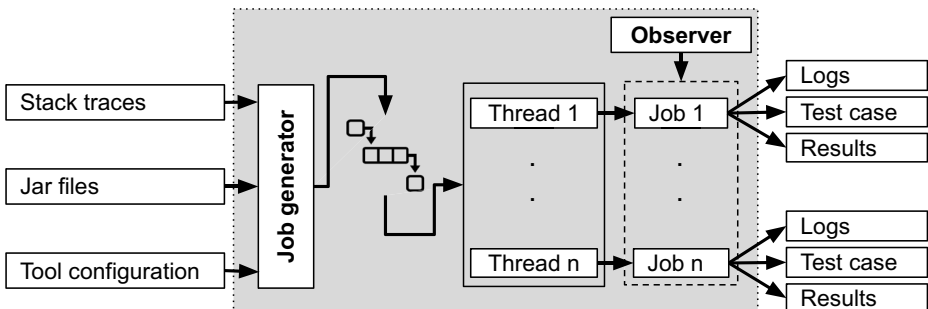 Observer
Stack traces
Jar files
Tool configuration
Job generator
Thread 1
.
.
Thread n
Job 1
.
.
Job n
Logs
Test case
Results
Logs
Test case
Results